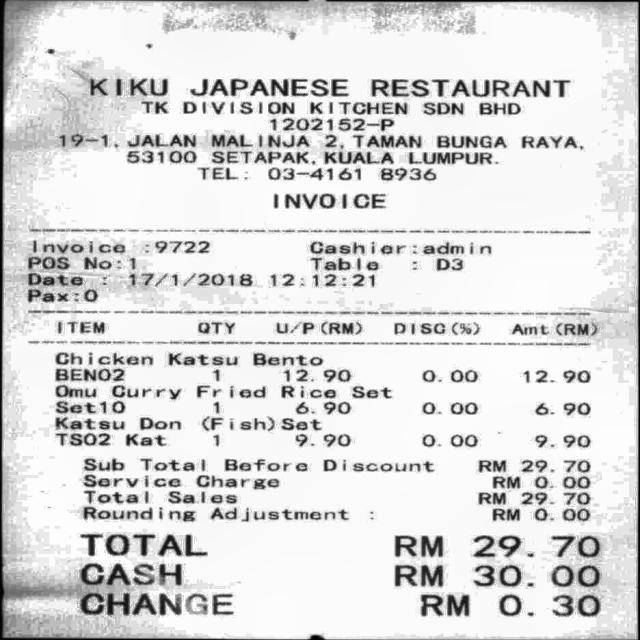 KIKU JAPANESE RESTAURANT
TK DIVISION KITCHEN SDN BHD
1202152-P
19-1, JALAN MALINJA 2, TAMAN BUNGA RAYA,
53100 SETAPAK, KUALA LUMPUR.
TEL: 03-4161 8936
INVOICE
Invoice :9722 Cashier:admin
POS No:1 Table : D3
Date : 17/1/2018 12:12:21
Pax:0
ITEM QTY U/P(RM) DISC(%) Amt(RM)
Chicken Katsu Bento
BEN02 1 12.90 0.00 12.90
Omu Curry Fried Rice Set
Set10 1 6.90 0.00 6.90
Katsu Don (Fish)Set
TS02 Kat 1 9.90 0.00 9.90
Sub Total Before Discount RM 29.70
Service Charge RM 0.00
Total Sales RM 29.70
Rounding Adjustment : RM 0.00
TOTAL RM 29.70
CASH RM 30.00
CHANGE RM 0.30